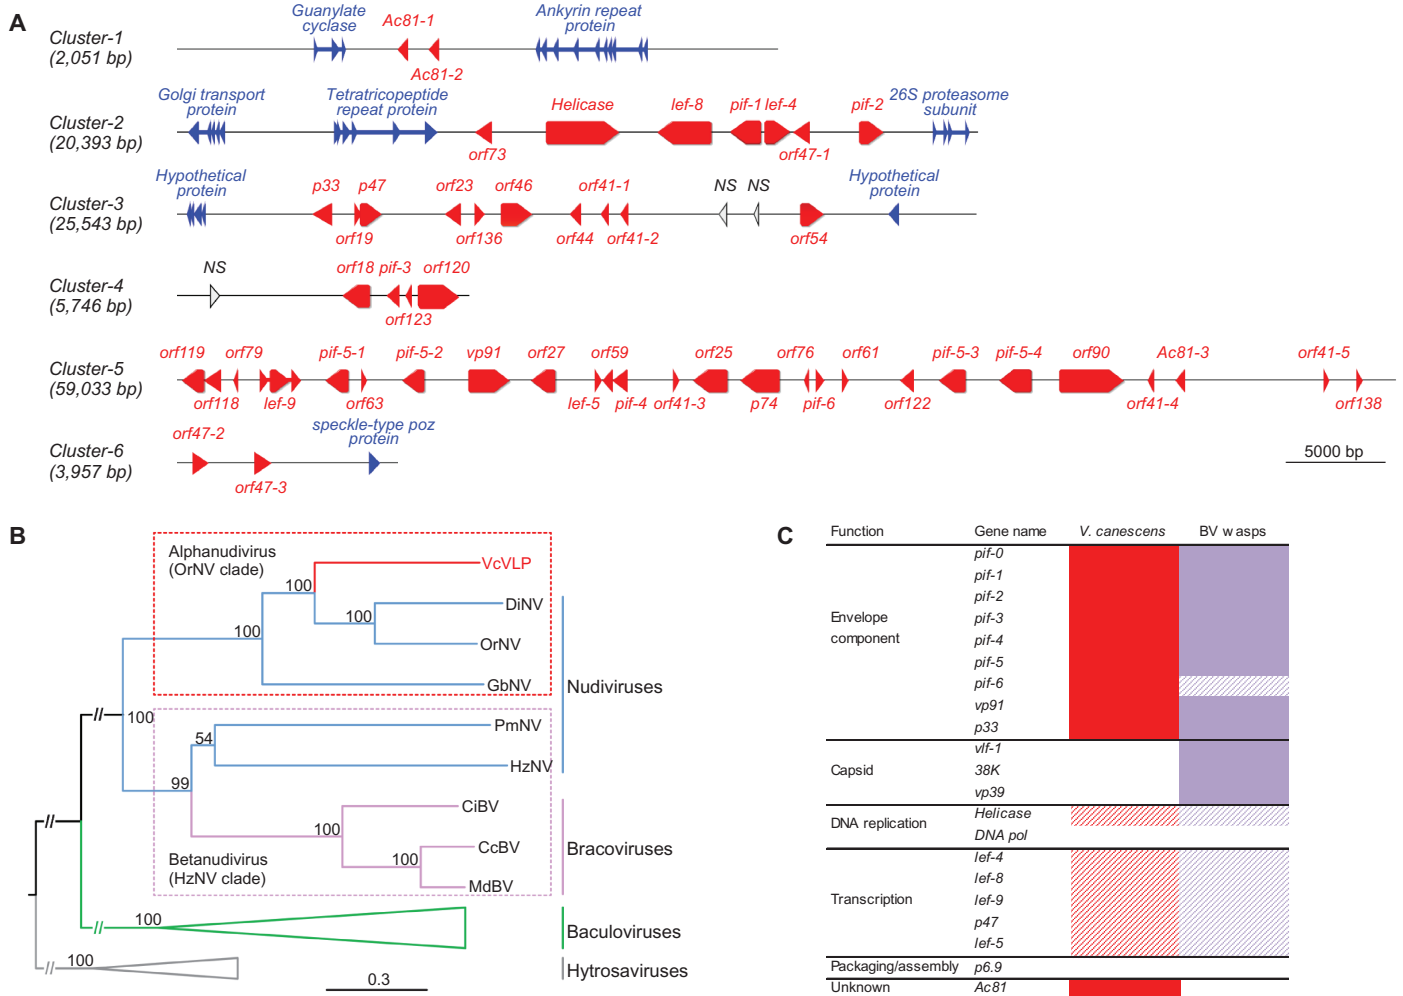 A
Cluster-1
(2,051 bp)
Guanylate
cyclase
Ac81-1
Ac81-2
Ankyrin repeat
protein
Cluster-2
(20,393 bp)
Golgi transport
protein
Tetratricopeptide
repeat protein
Helicase
lef-8
pif-1
lef-4
pif-2
26S proteasome
subunit
orf73
orf47-1
Cluster-3
(25,543 bp)
Hypothetical
protein
p33
p47
orf23
orf46
orf41-1
NS
NS
Hypothetical
protein
orf19
orf136
orf44
orf41-2
orf54
Cluster-4
(5,746 bp)
NS
orf18
pif-3
orf120
orf123
Cluster-5
(59,033 bp)
orf119
orf79
pif-5-1
pif-5-2
vp91
orf27
orf59
orf25
orf76
orf61
pif-5-3
pif-5-4
orf90
Ac81-3
orf41-5
orf118
lef-9
orf63
lef-5
pif-4
orf41-3
p74
pif-6
orf122
orf41-4
orf138
Cluster-6
(3,957 bp)
orf47-2
orf47-3
speckle-type poz
protein
5000 bp
B
Alphanudivirus
(OrNV clade)
VcVLP
DiNV
OrNV
GbNV
PmNV
HzNV
CiBV
CcBV
MdBV
100
100
100
100
54
99
100
100
100
100
Betanudivirus
(HzNV clade)
Nudiviruses
Bracoviruses
Baculoviruses
Hytrosaviruses
0.3
C
Function
Gene name
V. canescens
BV wasps
Envelope
component
pif-0
pif-1
pif-2
pif-3
pif-4
pif-5
pif-6
vp91
p33
Capsid
vlf-1
38K
vp39
DNA replication
Helicase
DNA pol
Transcription
lef-4
lef-8
lef-9
p47
lef-5
Packaging/assembly
p6.9
Unknown
Ac81